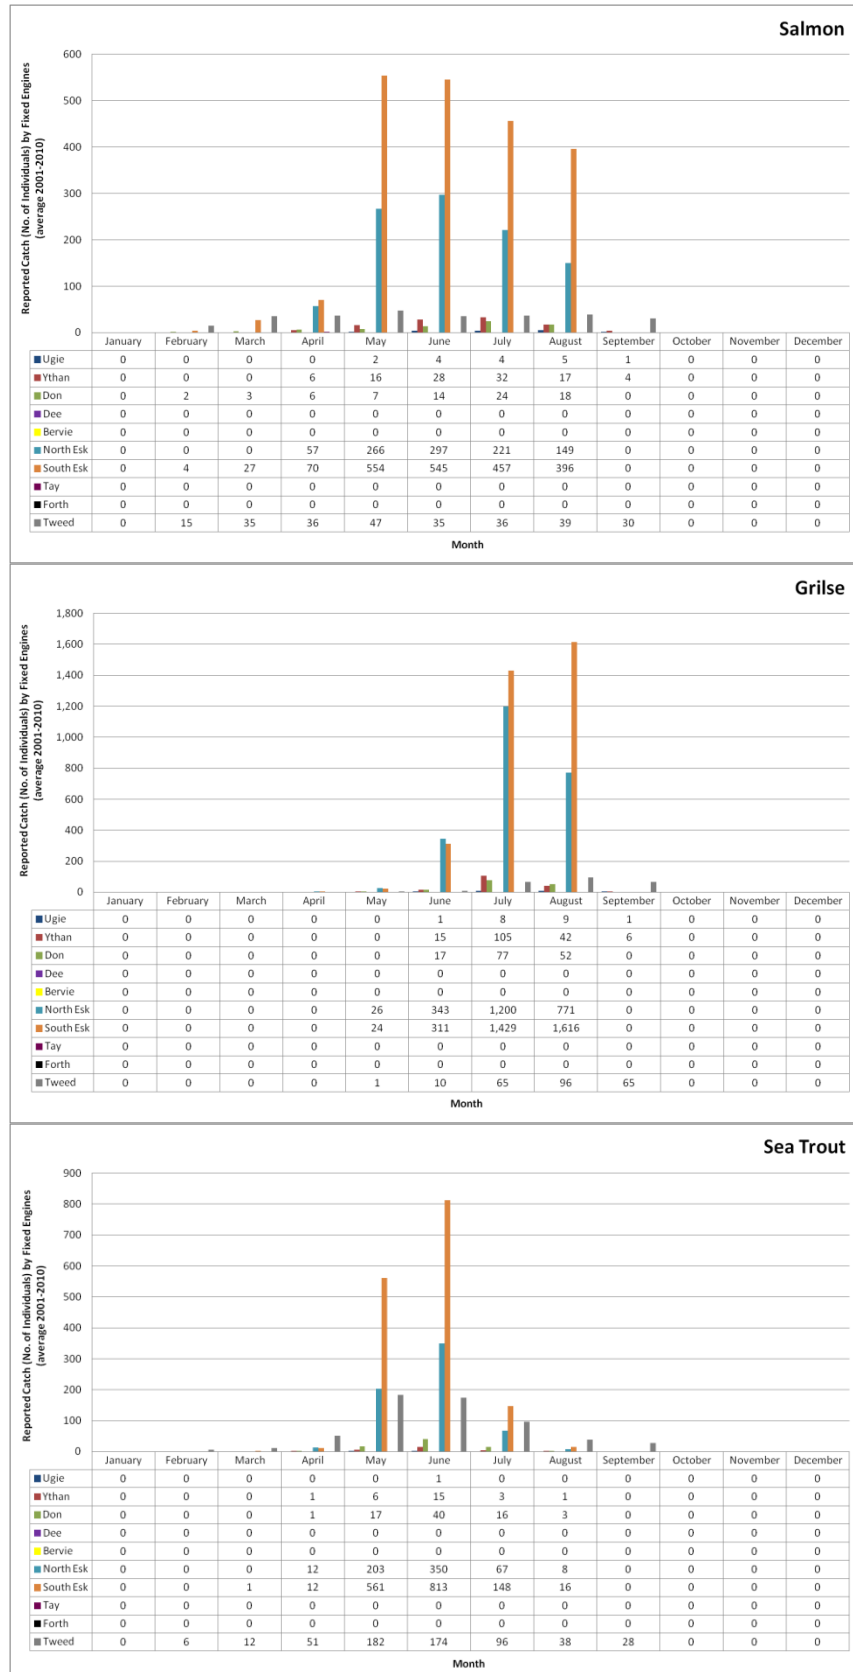 Salmon
Reported Catch (No. of Individuals) by Fixed Engines
(average 2001-2010)
600
500
400
300
200
100
0
January February March April May June July August September October November December
Ugie 0 0 0 0 2 4 4 5 1 0 0 0
Ythan 0 0 0 6 16 28 32 17 4 0 0 0
Don 0 2 3 6 7 14 24 18 0 0 0 0
Dee 0 0 0 0 0 0 0 0 0 0 0 0
Bervie 0 0 0 0 0 0 0 0 0 0 0 0
North Esk 0 0 0 57 266 297 221 149 0 0 0 0
South Esk 0 4 27 70 554 545 457 396 0 0 0 0
Tay 0 0 0 0 0 0 0 0 0 0 0 0
Forth 0 0 0 0 0 0 0 0 0 0 0 0
Tweed 0 15 35 36 47 35 36 39 30 0 0 0
Month
Grilse
Reported Catch (No. of Individuals) by Fixed Engines
(average 2001-2010)
1,800
1,600
1,400
1,200
1,000
800
600
400
200
0
January February March April May June July August September October November December
Ugie 0 0 0 0 0 1 8 9 1 0 0 0
Ythan 0 0 0 0 0 15 105 42 6 0 0 0
Don 0 0 0 0 0 17 77 52 0 0 0 0
Dee 0 0 0 0 0 0 0 0 0 0 0 0
Bervie 0 0 0 0 0 0 0 0 0 0 0 0
North Esk 0 0 0 0 26 343 1,200 771 0 0 0 0
South Esk 0 0 0 0 24 311 1,429 1,616 0 0 0 0
Tay 0 0 0 0 0 0 0 0 0 0 0 0
Forth 0 0 0 0 0 0 0 0 0 0 0 0
Tweed 0 0 0 0 1 10 65 96 65 0 0 0
Month
Sea Trout
Reported Catch (No. of Individuals) by Fixed Engines
(average 2001-2010)
900
800
700
600
500
400
300
200
100
0
January February March April May June July August September October November December
Ugie 0 0 0 0 0 1 0 0 0 0 0 0
Ythan 0 0 0 1 6 15 3 1 0 0 0 0
Don 0 0 0 1 17 40 16 3 0 0 0 0
Dee 0 0 0 0 0 0 0 0 0 0 0 0
Bervie 0 0 0 0 0 0 0 0 0 0 0 0
North Esk 0 0 0 12 203 350 67 8 0 0 0 0
South Esk 0 0 1 12 561 813 148 16 0 0 0 0
Tay 0 0 0 0 0 0 0 0 0 0 0 0
Forth 0 0 0 0 0 0 0 0 0 0 0 0
Tweed 0 6 12 51 182 174 96 38 28 0 0 0
Month